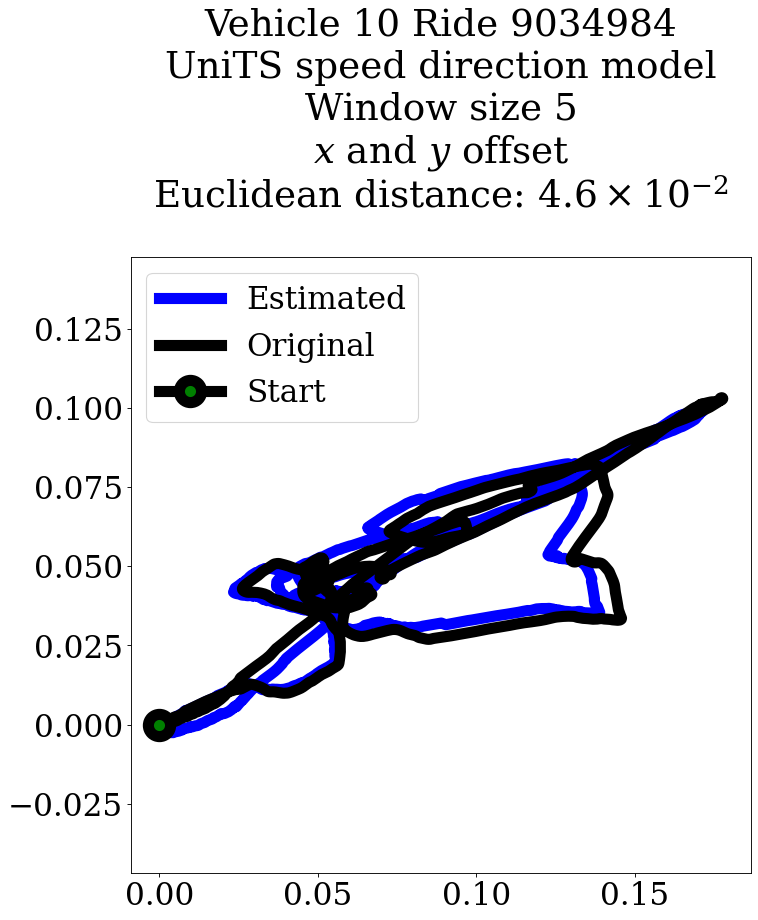 Vehicle 10 Ride 9034984
UniTS speed direction model
Window size 5
x and y offset
Euclidean distance: 4.6 × 10⁻²
Estimated
Original
Start
0.125
0.100
0.075
0.050
0.025
0.000
−0.025
0.00 0.05 0.10 0.15